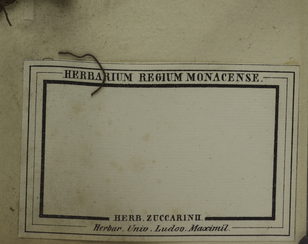 HERBARIUM REGIUM MONACENSE.
HERB. ZUCCARINII.
Herbar. Univ. Ludov. Maximil.